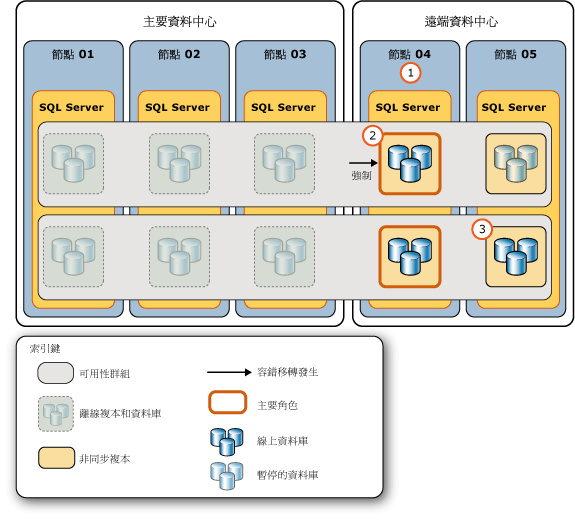 主要資料中心
遠端資料中心
節點 01
節點 02
節點 03
節點 04
節點 05
1
SQL Server
SQL Server
SQL Server
SQL Server
SQL Server
2
強制
3
索引鍵
可用性群組
容錯移轉發生
離線複本和資料庫
主要角色
線上資料庫
非同步複本
暫停的資料庫